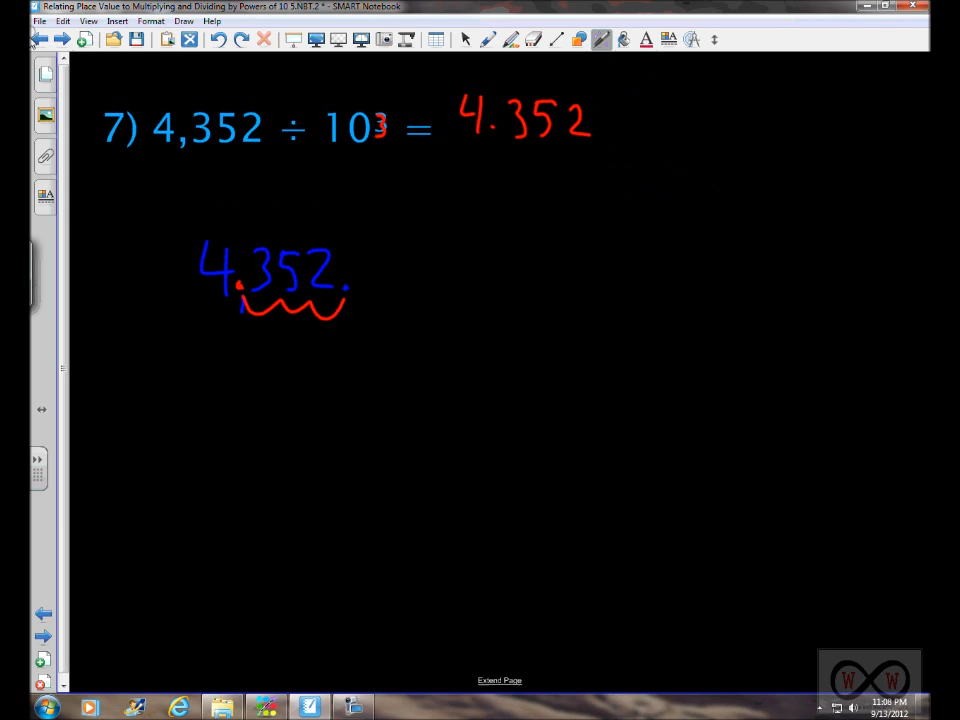 Relating Place Value to Multiplying and Dividing by Powers of 10 5.NBT.2 * - SMART Notebook
File Edit View Insert Format Draw Help
7) 4,352 ÷ 10³ = 4.352
4.352.
Extend Page
W W
11:08 PM
9/13/2012